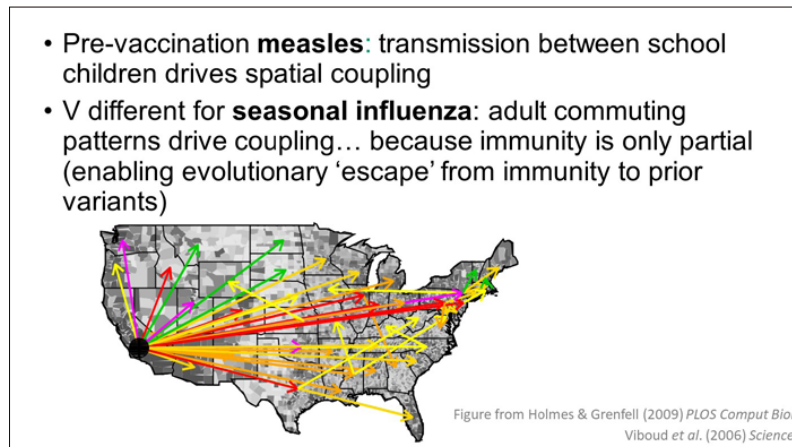 • Pre-vaccination measles: transmission between school
children drives spatial coupling
• V different for seasonal influenza: adult commuting
patterns drive coupling… because immunity is only partial
(enabling evolutionary ‘escape’ from immunity to prior
variants)
Figure from Holmes & Grenfell (2009) PLOS Comput Bio
Viboud et al. (2006) Science